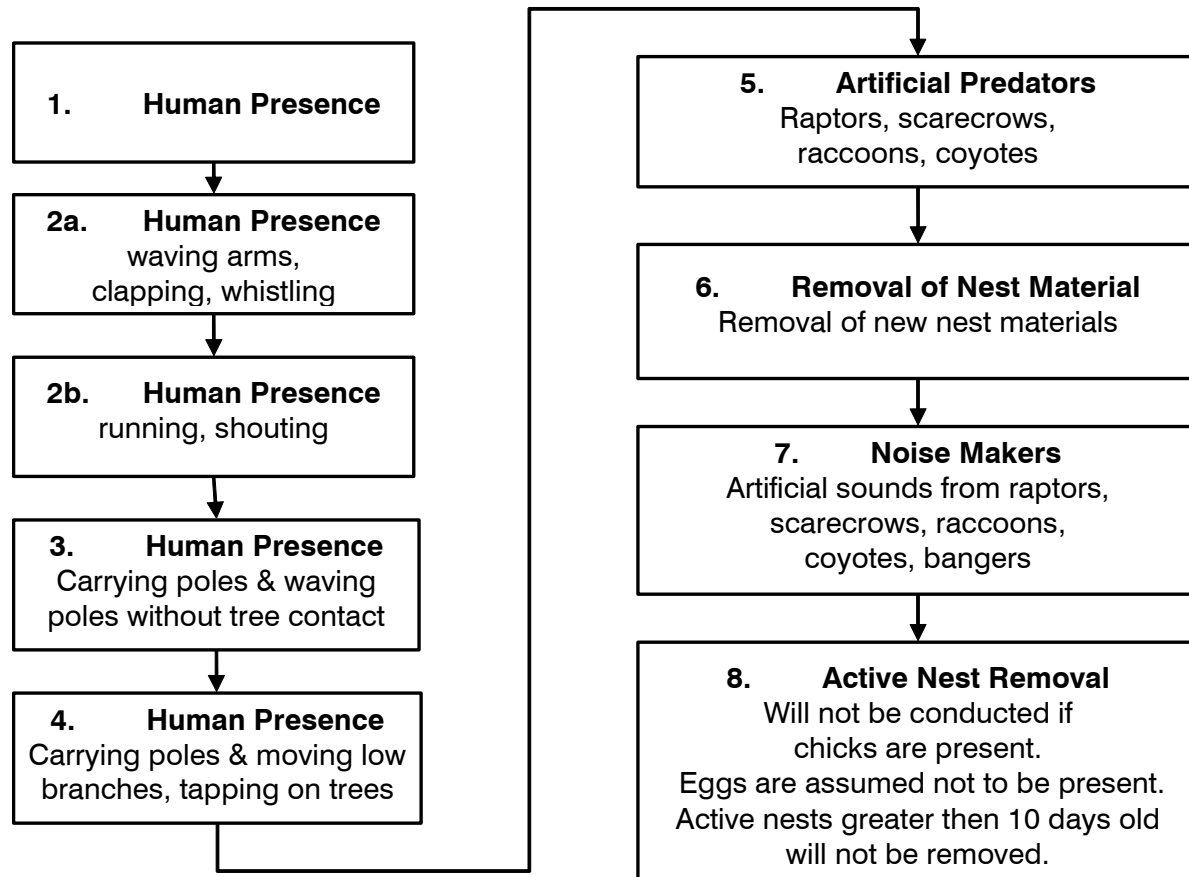 1. Human Presence
2a. Human Presence
waving arms,
clapping, whistling
2b. Human Presence
running, shouting
3. Human Presence
Carrying poles & waving
poles without tree contact
4. Human Presence
Carrying poles & moving low
branches, tapping on trees
5. Artificial Predators
Raptors, scarecrows,
raccoons, coyotes
6. Removal of Nest Material
Removal of new nest materials
7. Noise Makers
Artificial sounds from raptors,
scarecrows, raccoons,
coyotes, bangers
8. Active Nest Removal
Will not be conducted if
chicks are present.
Eggs are assumed not to be present.
Active nests greater then 10 days old
will not be removed.